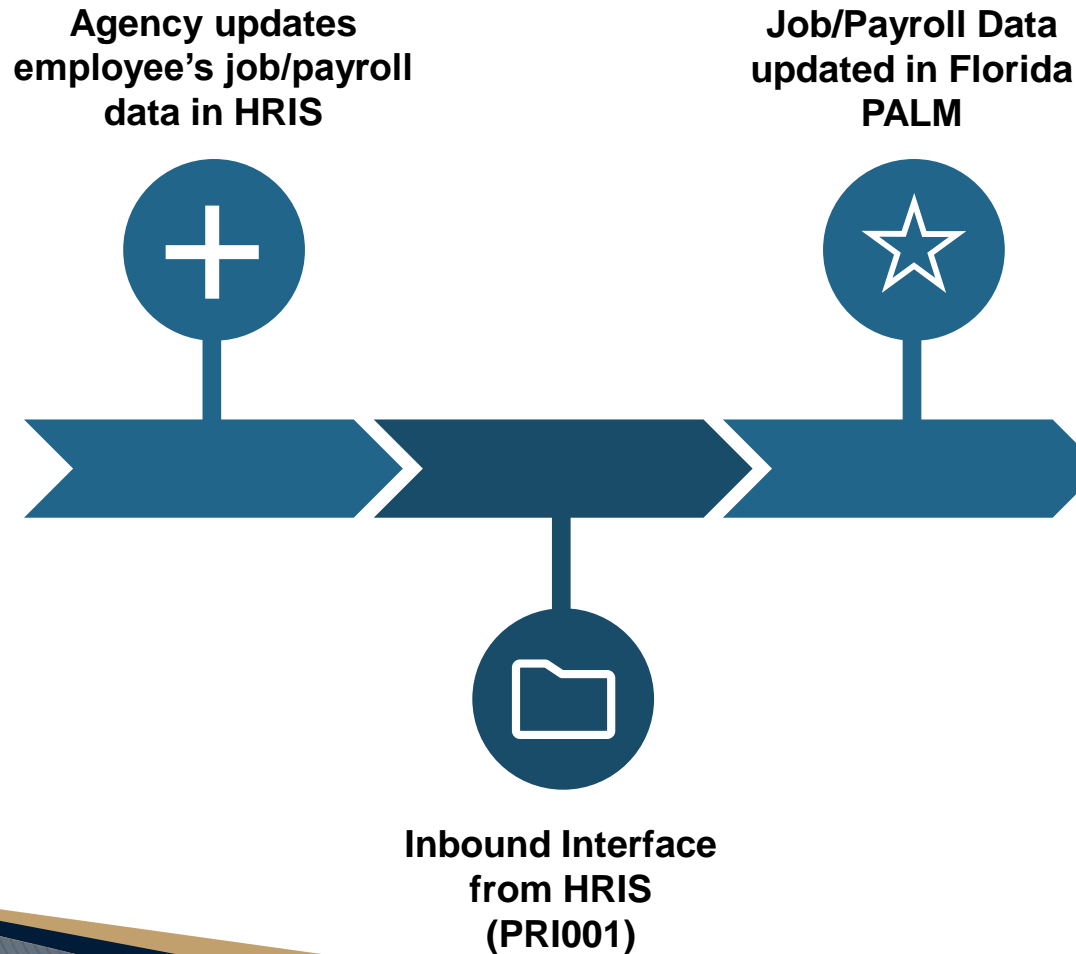 Agency updates
employee’s job/payroll
data in HRIS
Job/Payroll Data
updated in Florida
PALM
Inbound Interface
from HRIS
(PRI001)